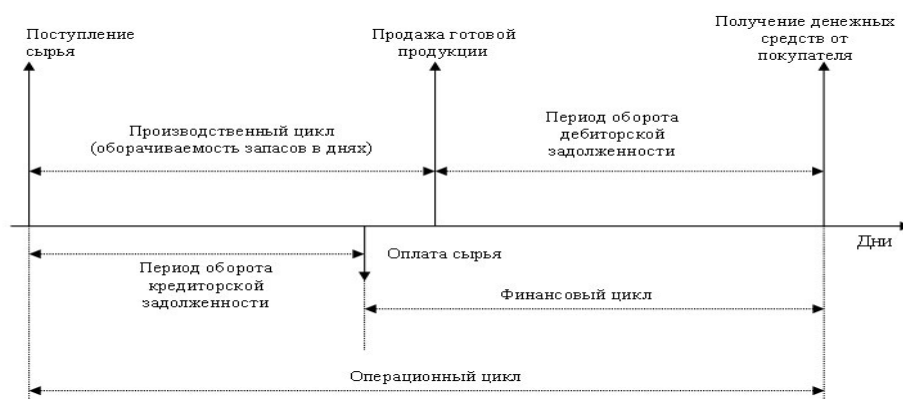 Поступление
сырья
Продажа готовой
продукции
Получение денежных
средств от
покупателя
Производственный цикл
(оборачиваемость запасов в днях)
Период оборота
дебиторской
задолженности
Дни
Период оборота
кредиторской
задолженности
Оплата сырья
Финансовый цикл
Операционный цикл